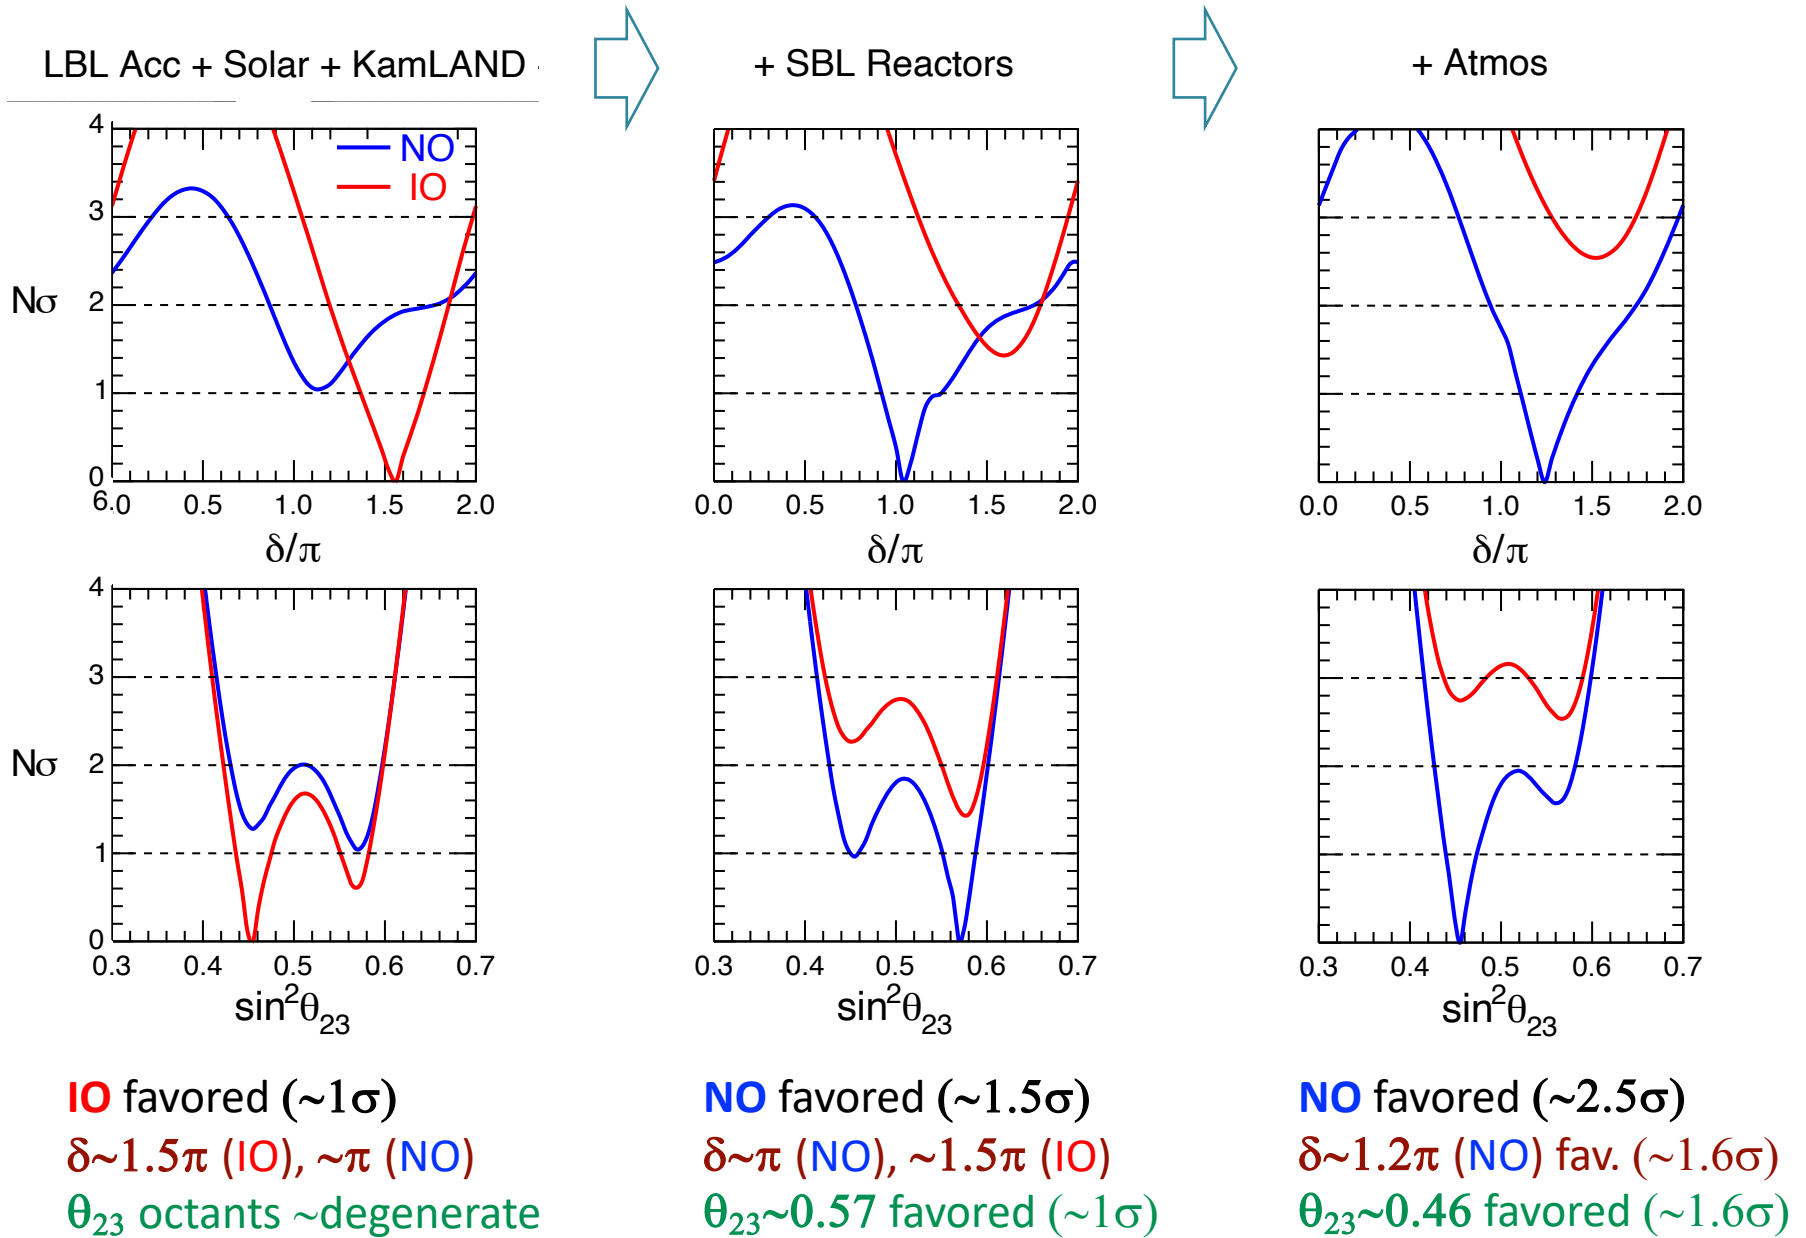 LBL Acc + Solar + KamLAND
+ SBL Reactors
+ Atmos
4
3
2
1
0
Nσ
NO
IO
6.0 0.5 1.0 1.5 2.0
δ/π
0.0 0.5 1.0 1.5 2.0
δ/π
0.0 0.5 1.0 1.5 2.0
δ/π
4
3
2
1
0
Nσ
0.3 0.4 0.5 0.6 0.7
sin²θ₂₃
0.3 0.4 0.5 0.6 0.7
sin²θ₂₃
0.3 0.4 0.5 0.6 0.7
sin²θ₂₃
IO favored (~1σ)
δ~1.5π (IO), ~π (NO)
θ₂₃ octants ~degenerate
NO favored (~1.5σ)
δ~π (NO), ~1.5π (IO)
θ₂₃~0.57 favored (~1σ)
NO favored (~2.5σ)
δ~1.2π (NO) fav. (~1.6σ)
θ₂₃~0.46 favored (~1.6σ)